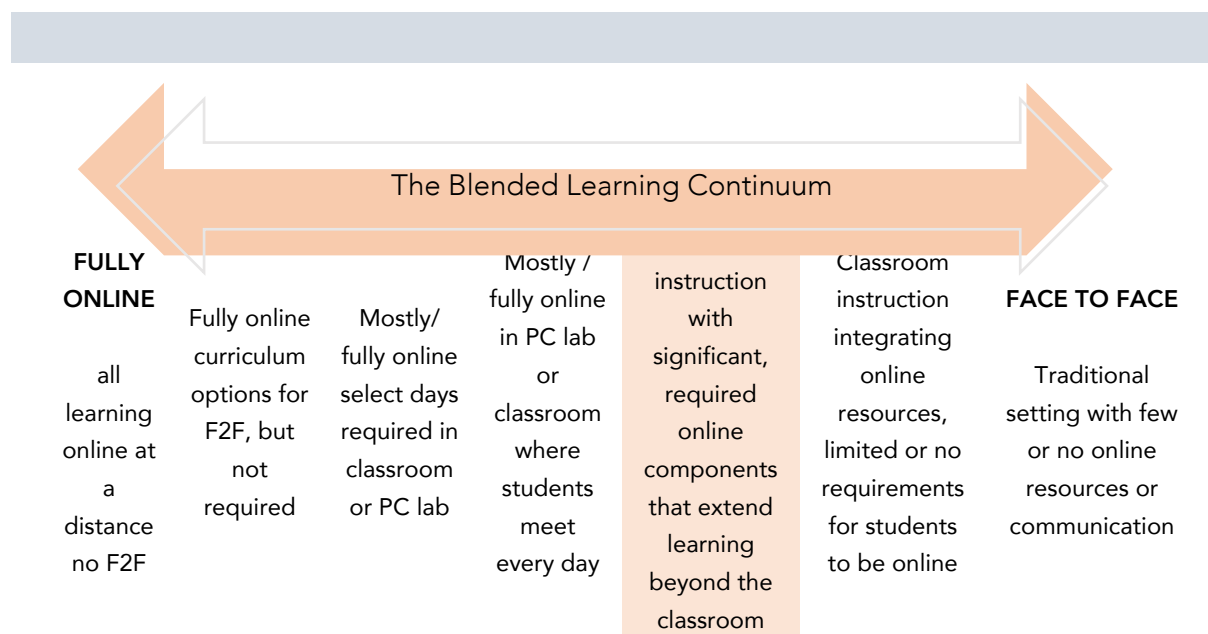 The Blended Learning Continuum
FULLY
ONLINE
all
learning
online at
a
distance
no F2F
Fully online
curriculum
options for
F2F, but
not
required
Mostly/
fully online
select days
required in
classroom
or PC lab
Mostly /
fully online
in PC lab
or
classroom
where
students
meet
every day
instruction
with
significant,
required
online
components
that extend
learning
beyond the
classroom
Classroom
instruction
integrating
online
resources,
limited or no
requirements
for students
to be online
FACE TO FACE
Traditional
setting with few
or no online
resources or
communication